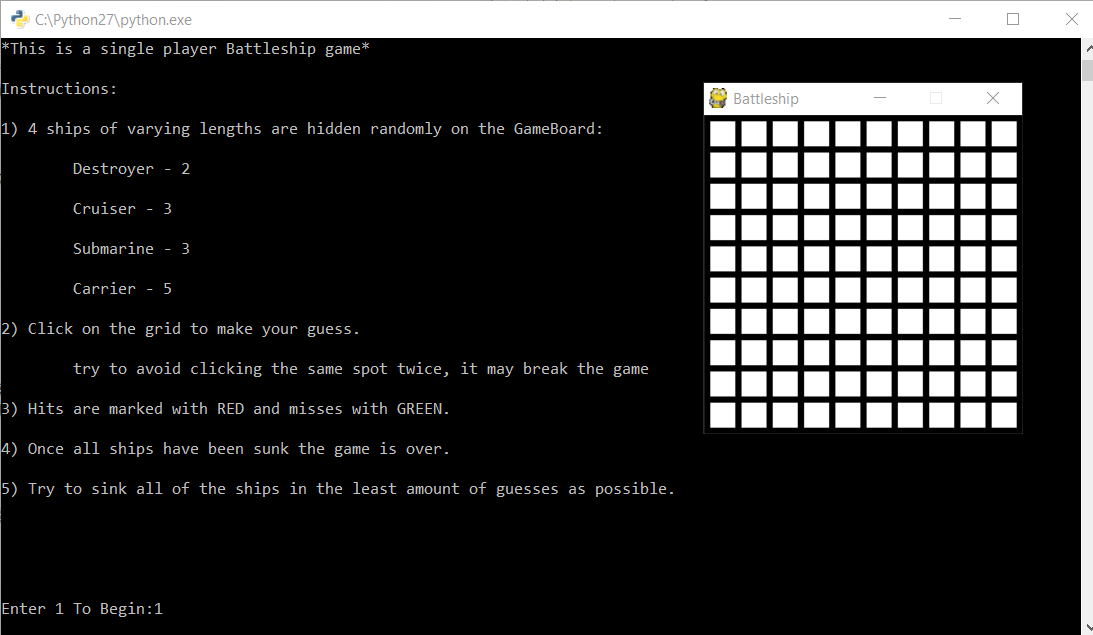 C:\Python27\python.exe
*This is a single player Battleship game*
Instructions:
1) 4 ships of varying lengths are hidden randomly on the GameBoard:
Destroyer - 2
Cruiser - 3
Submarine - 3
Carrier - 5
2) Click on the grid to make your guess.
try to avoid clicking the same spot twice, it may break the game
3) Hits are marked with RED and misses with GREEN.
4) Once all ships have been sunk the game is over.
5) Try to sink all of the ships in the least amount of guesses as possible.
Enter 1 To Begin:1
Battleship